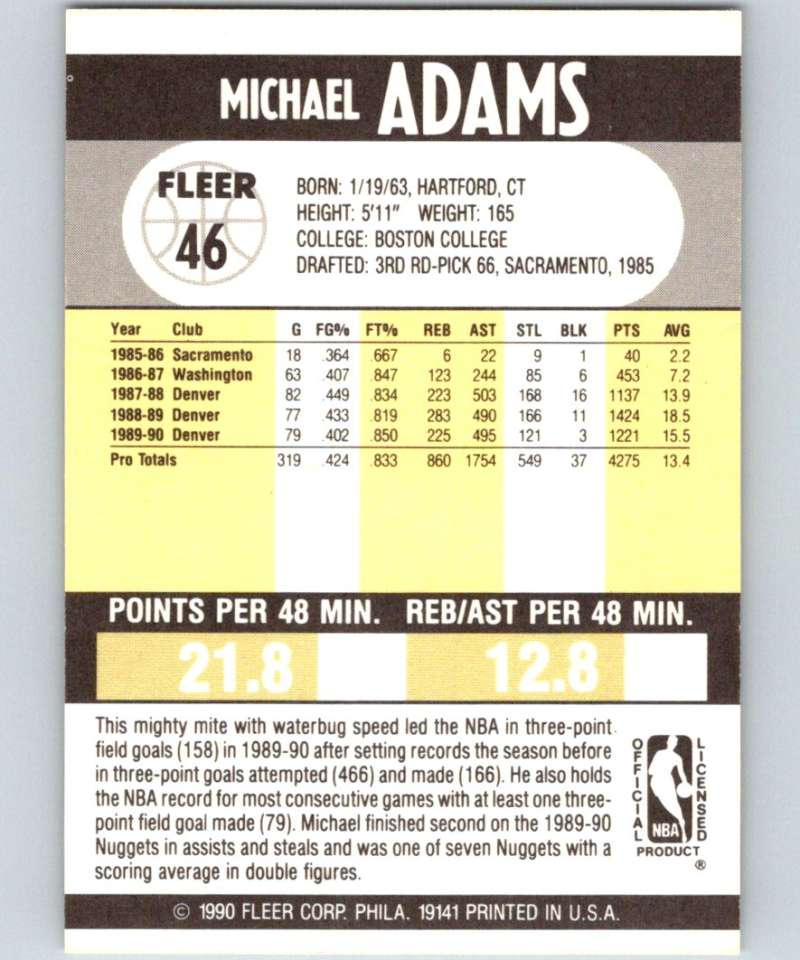 MICHAEL ADAMS
FLEER
46
BORN: 1/19/63, HARTFORD, CT
HEIGHT: 5'11" WEIGHT: 165
COLLEGE: BOSTON COLLEGE
DRAFTED: 3RD RD-PICK 66, SACRAMENTO, 1985
Year Club G FG% FT% REB AST STL BLK PTS AVG
1985-86 Sacramento 18 .364 .667 6 22 9 1 40 2.2
1986-87 Washington 63 .407 .847 123 244 85 6 453 7.2
1987-88 Denver 82 .449 .834 223 503 168 16 1137 13.9
1988-89 Denver 77 .433 .819 283 490 166 11 1424 18.5
1989-90 Denver 79 .402 .850 225 495 121 3 1221 15.5
Pro Totals 319 .424 .833 860 1754 549 37 4275 13.4
POINTS PER 48 MIN. REB/AST PER 48 MIN.
21.8 12.8
This mighty mite with waterbug speed led the NBA in three-point
field goals (158) in 1989-90 after setting records the season before
in three-point goals attempted (466) and made (166). He also holds
the NBA record for most consecutive games with at least one three-
point field goal made (79). Michael finished second on the 1989-90
Nuggets in assists and steals and was one of seven Nuggets with a
scoring average in double figures.
OFFICIAL LICENSED
NBA
PRODUCT
®
© 1990 FLEER CORP. PHILA. 19141 PRINTED IN U.S.A.